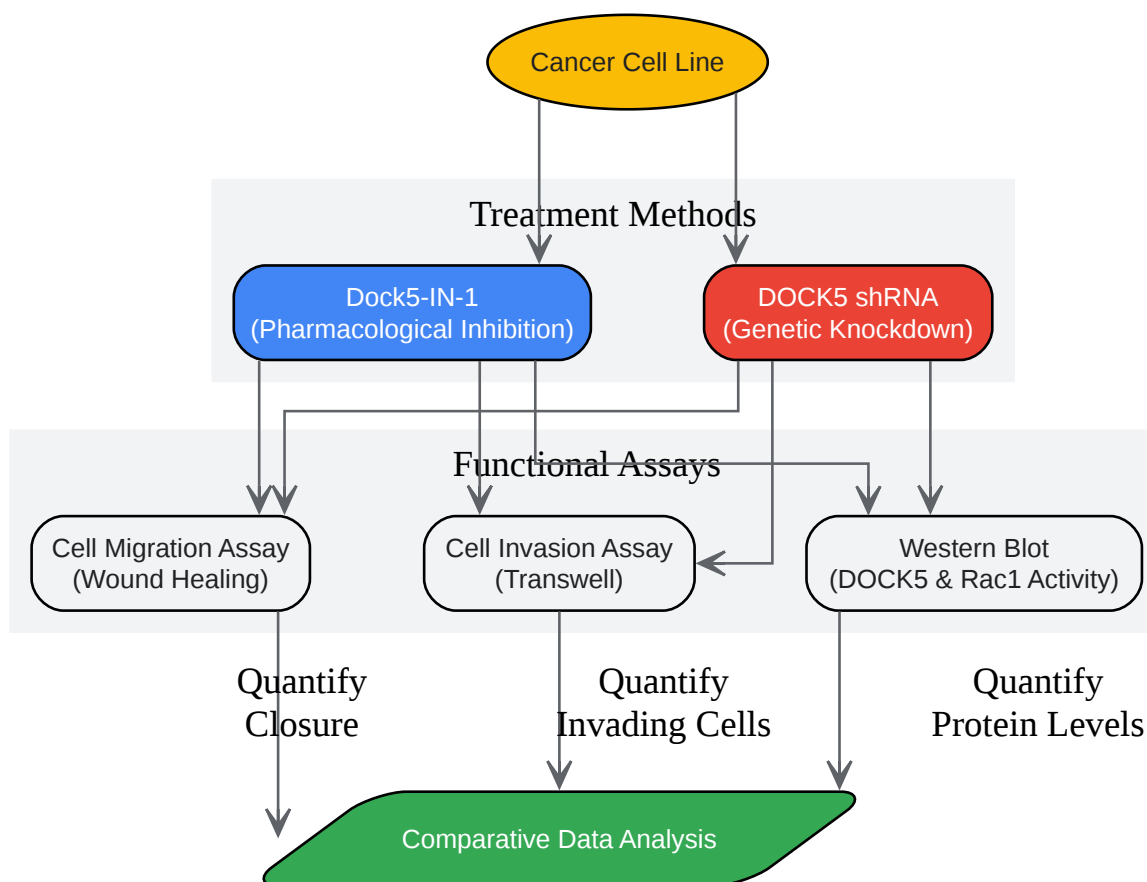 Cancer Cell Line
Treatment Methods
Dock5-IN-1
(Pharmacological Inhibition)
DOCK5 shRNA
(Genetic Knockdown)
Functional Assays
Cell Migration Assay
(Wound Healing)
Cell Invasion Assay
(Transwell)
Western Blot
(DOCK5 & Rac1 Activity)
Quantify
Closure
Quantify
Invading Cells
Quantify
Protein Levels
Comparative Data Analysis